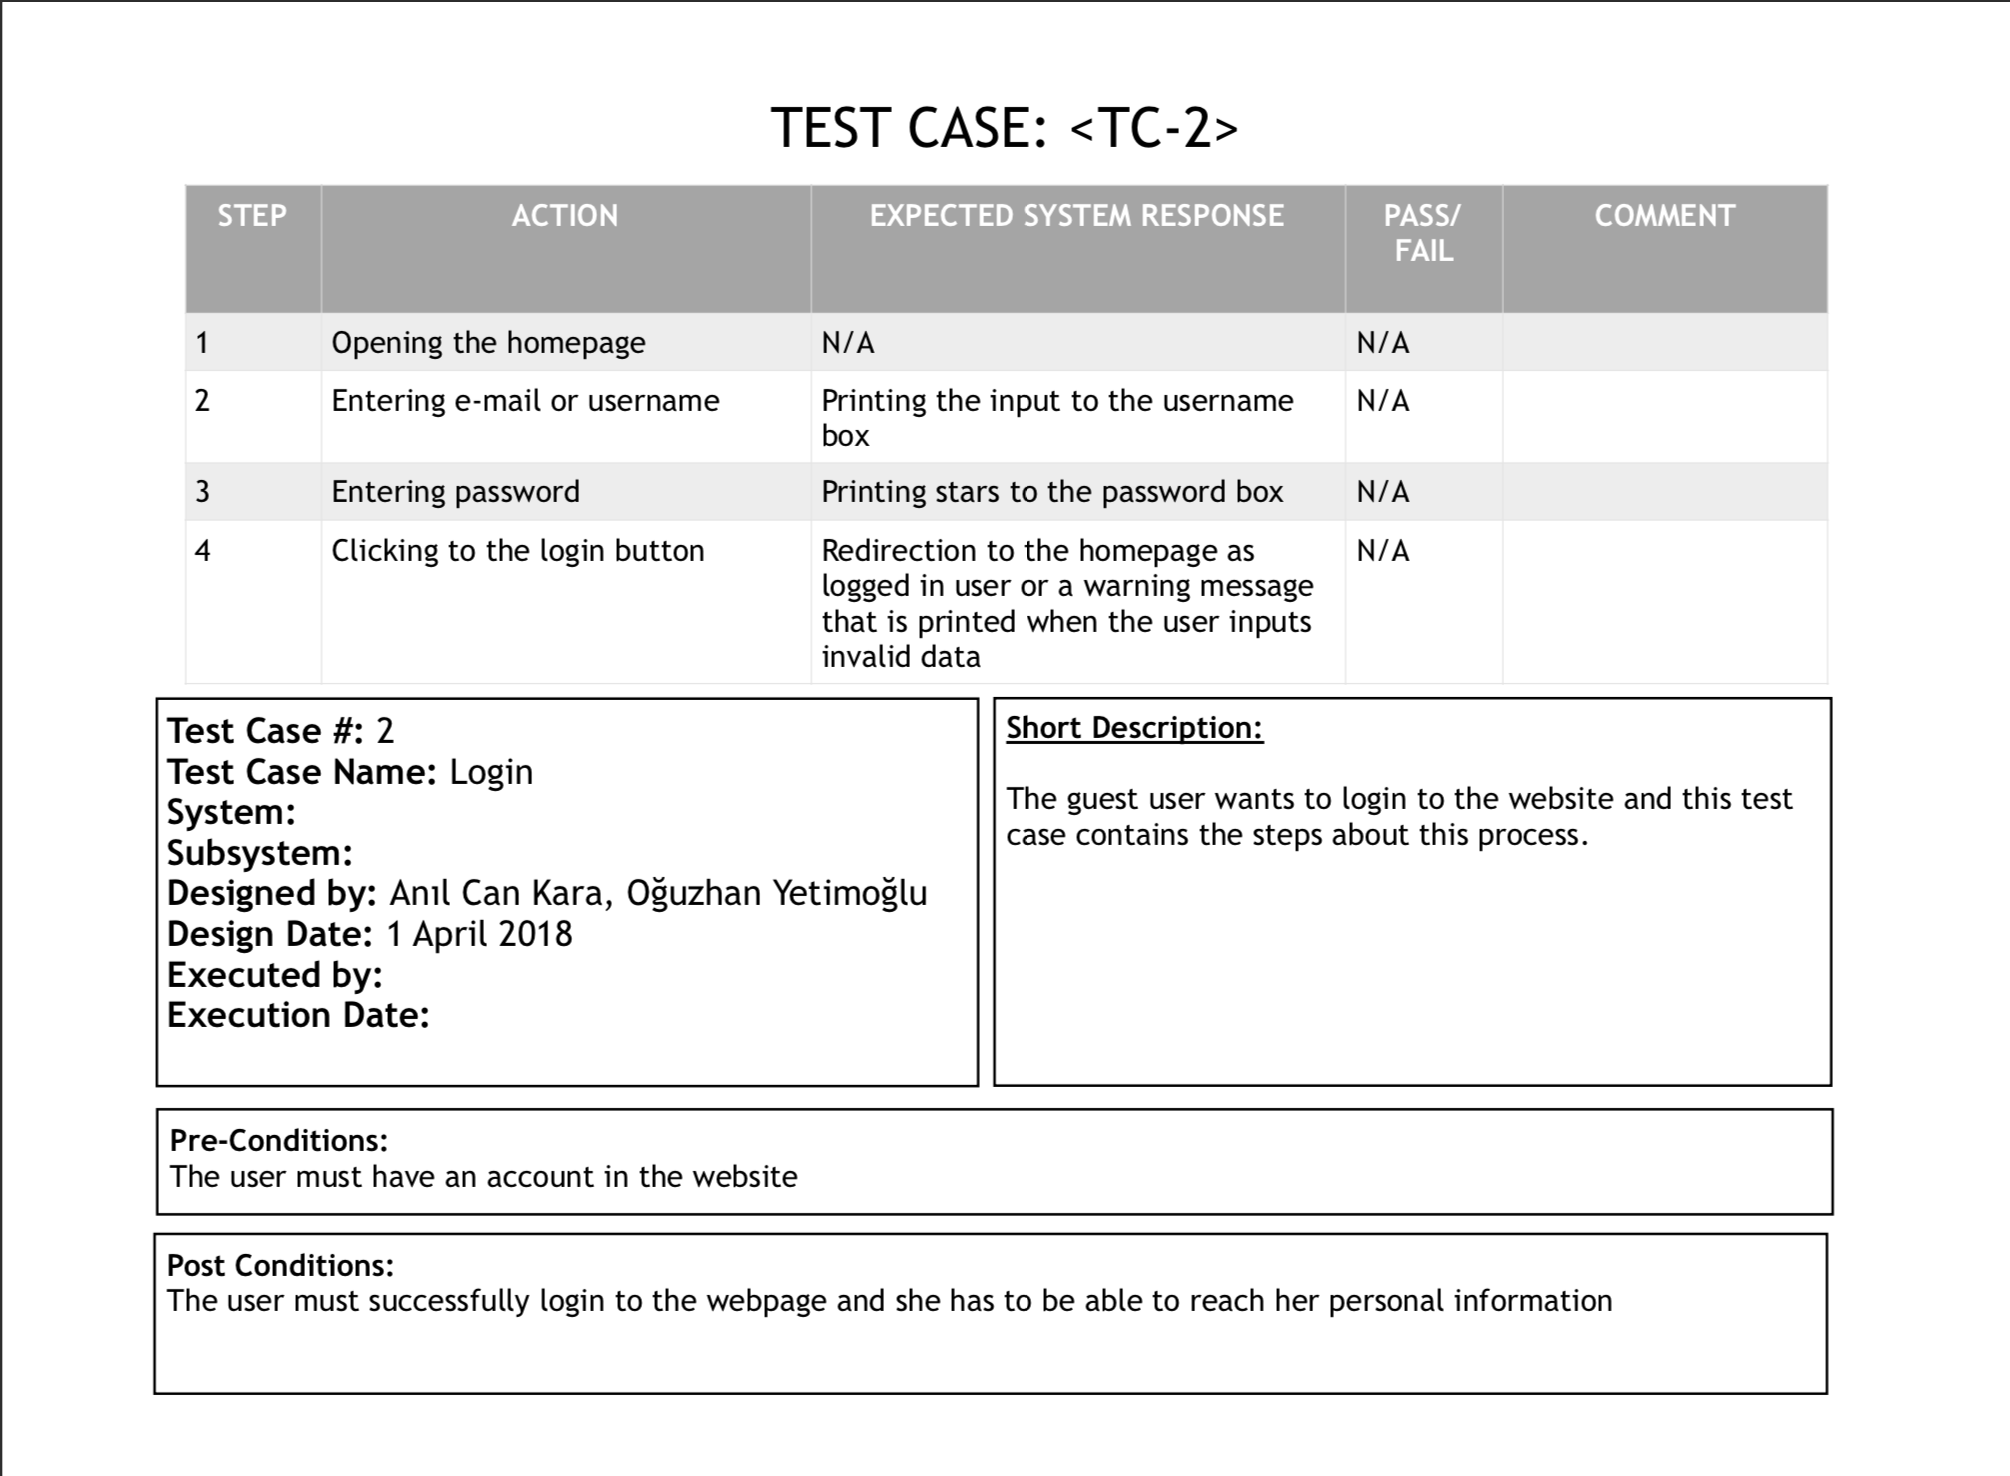 TEST CASE: <TC-2>
STEP ACTION EXPECTED SYSTEM RESPONSE PASS/ COMMENT
FAIL
1 Opening the homepage N/A N/A
2 Entering e-mail or username Printing the input to the username N/A
box
3 Entering password Printing stars to the password box N/A
4 Clicking to the login button Redirection to the homepage as N/A
logged in user or a warning message
that is printed when the user inputs
invalid data
Test Case #: 2
Test Case Name: Login
System:
Subsystem:
Designed by: Anıl Can Kara, Oğuzhan Yetimoğlu
Design Date: 1 April 2018
Executed by:
Execution Date:
Short Description:
The guest user wants to login to the website and this test
case contains the steps about this process.
Pre-Conditions:
The user must have an account in the website
Post Conditions:
The user must successfully login to the webpage and she has to be able to reach her personal information